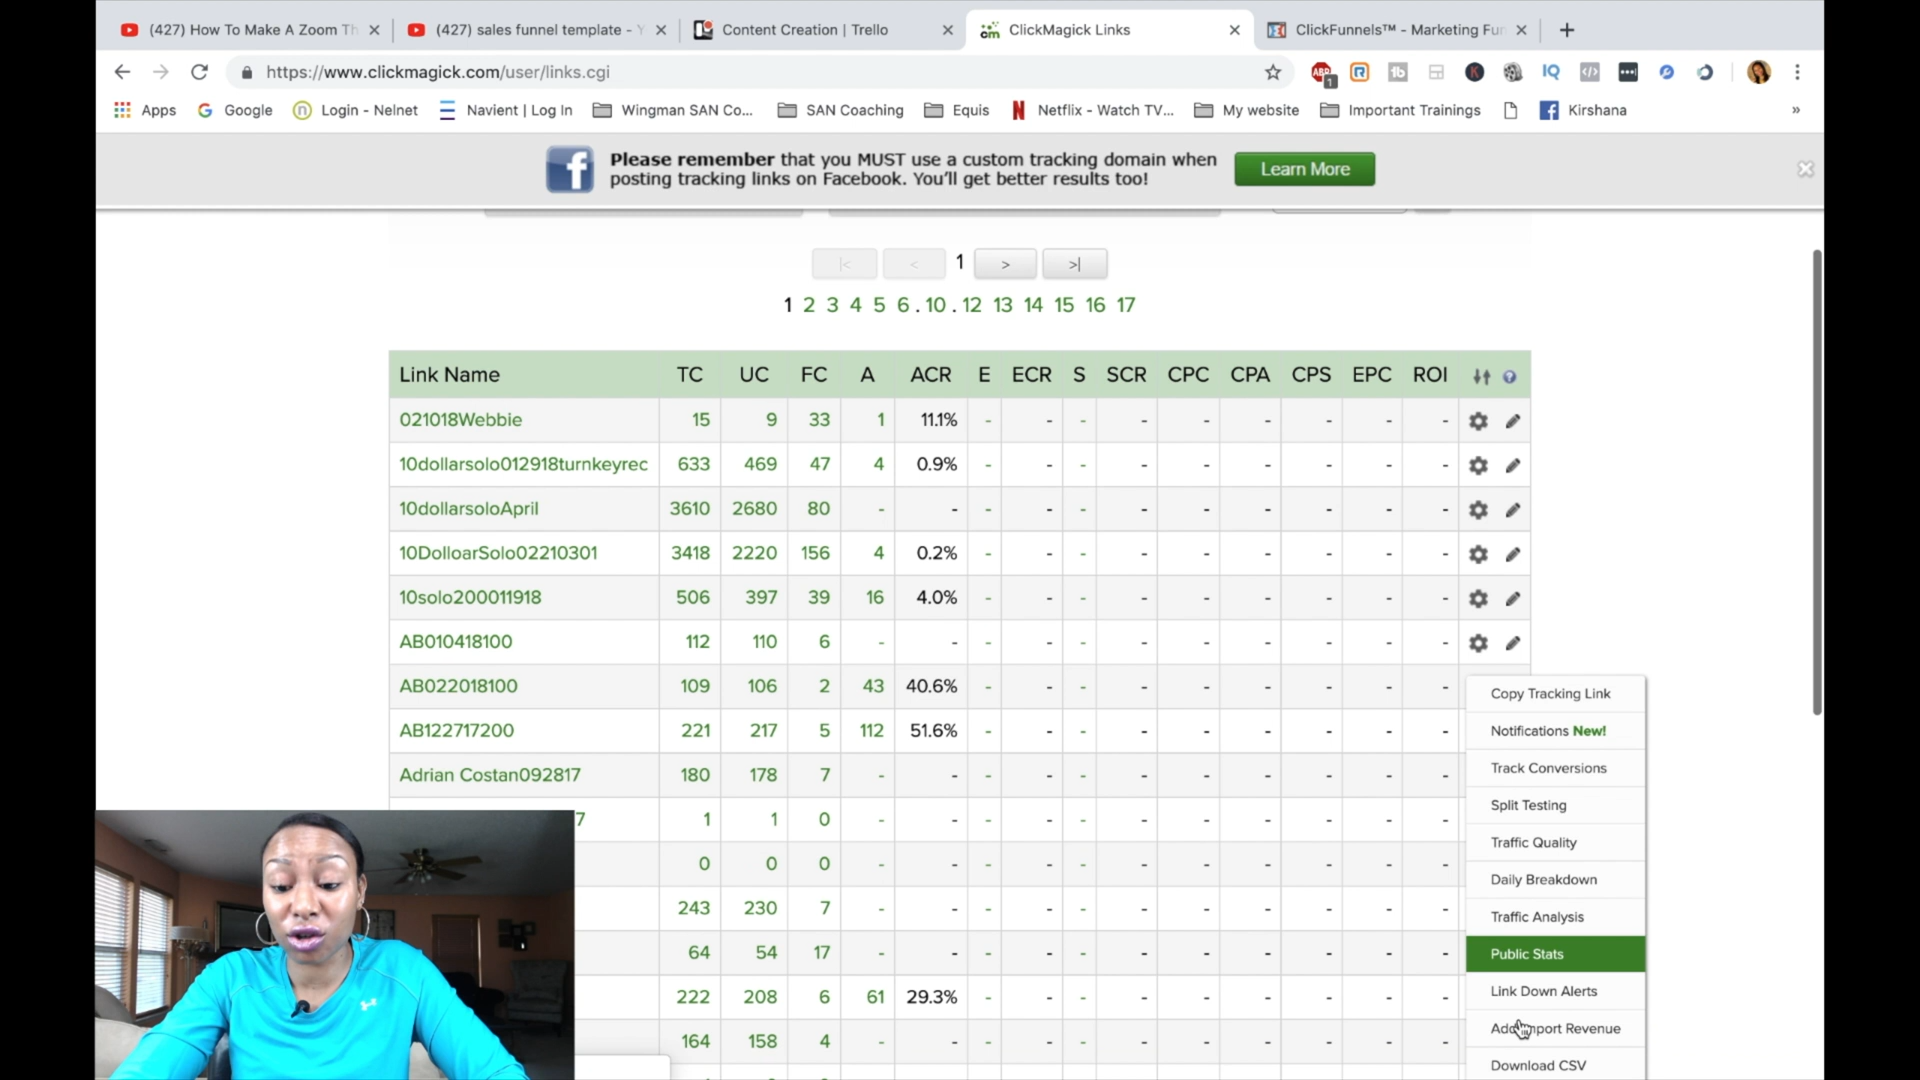 (427) How To Make A Zoom Th
(427) sales funnel template - Y
Content Creation | Trello
ClickMagick Links
ClickFunnels™ - Marketing Fun
https://www.clickmagick.com/user/links.cgi
Apps
Google
Login - Nelnet
Navient | Log In
Wingman SAN Co...
SAN Coaching
Equis
Netflix - Watch TV...
My website
Important Trainings
Kirshana
Please remember that you MUST use a custom tracking domain when
posting tracking links on Facebook. You'll get better results too!
Learn More
|< < 1 > >|
1 2 3 4 5 6 . 10 . 12 13 14 15 16 17
Link Name TC UC FC A ACR E ECR S SCR CPC CPA CPS EPC ROI
021018Webbie 15 9 33 1 11.1% - - - - - - - - -
10dollarsolo012918turnkeyrec 633 469 47 4 0.9% - - - - - - - - -
10dollarsoloApril 3610 2680 80 - - - - - - - - - - -
10DolloarSolo02210301 3418 2220 156 4 0.2% - - - - - - - - -
10solo200011918 506 397 39 16 4.0% - - - - - - - - -
AB010418100 112 110 6 - - - - - - - - - - -
AB022018100 109 106 2 43 40.6% - - - - - - - - -
AB122717200 221 217 5 112 51.6% - - - - - - - - -
Adrian Costan092817 180 178 7 - - - - - - - - - - -
7 1 1 0 - - - - - - - - - - -
0 0 0 - - - - - - - - - - -
243 230 7 - - - - - - - - - - -
64 54 17 - - - - - - - - - - -
222 208 6 61 29.3% - - - - - - - - -
164 158 4 - - - - - - - - - - -
Copy Tracking Link
Notifications New!
Track Conversions
Split Testing
Traffic Quality
Daily Breakdown
Traffic Analysis
Public Stats
Link Down Alerts
Revenue
Download CSV